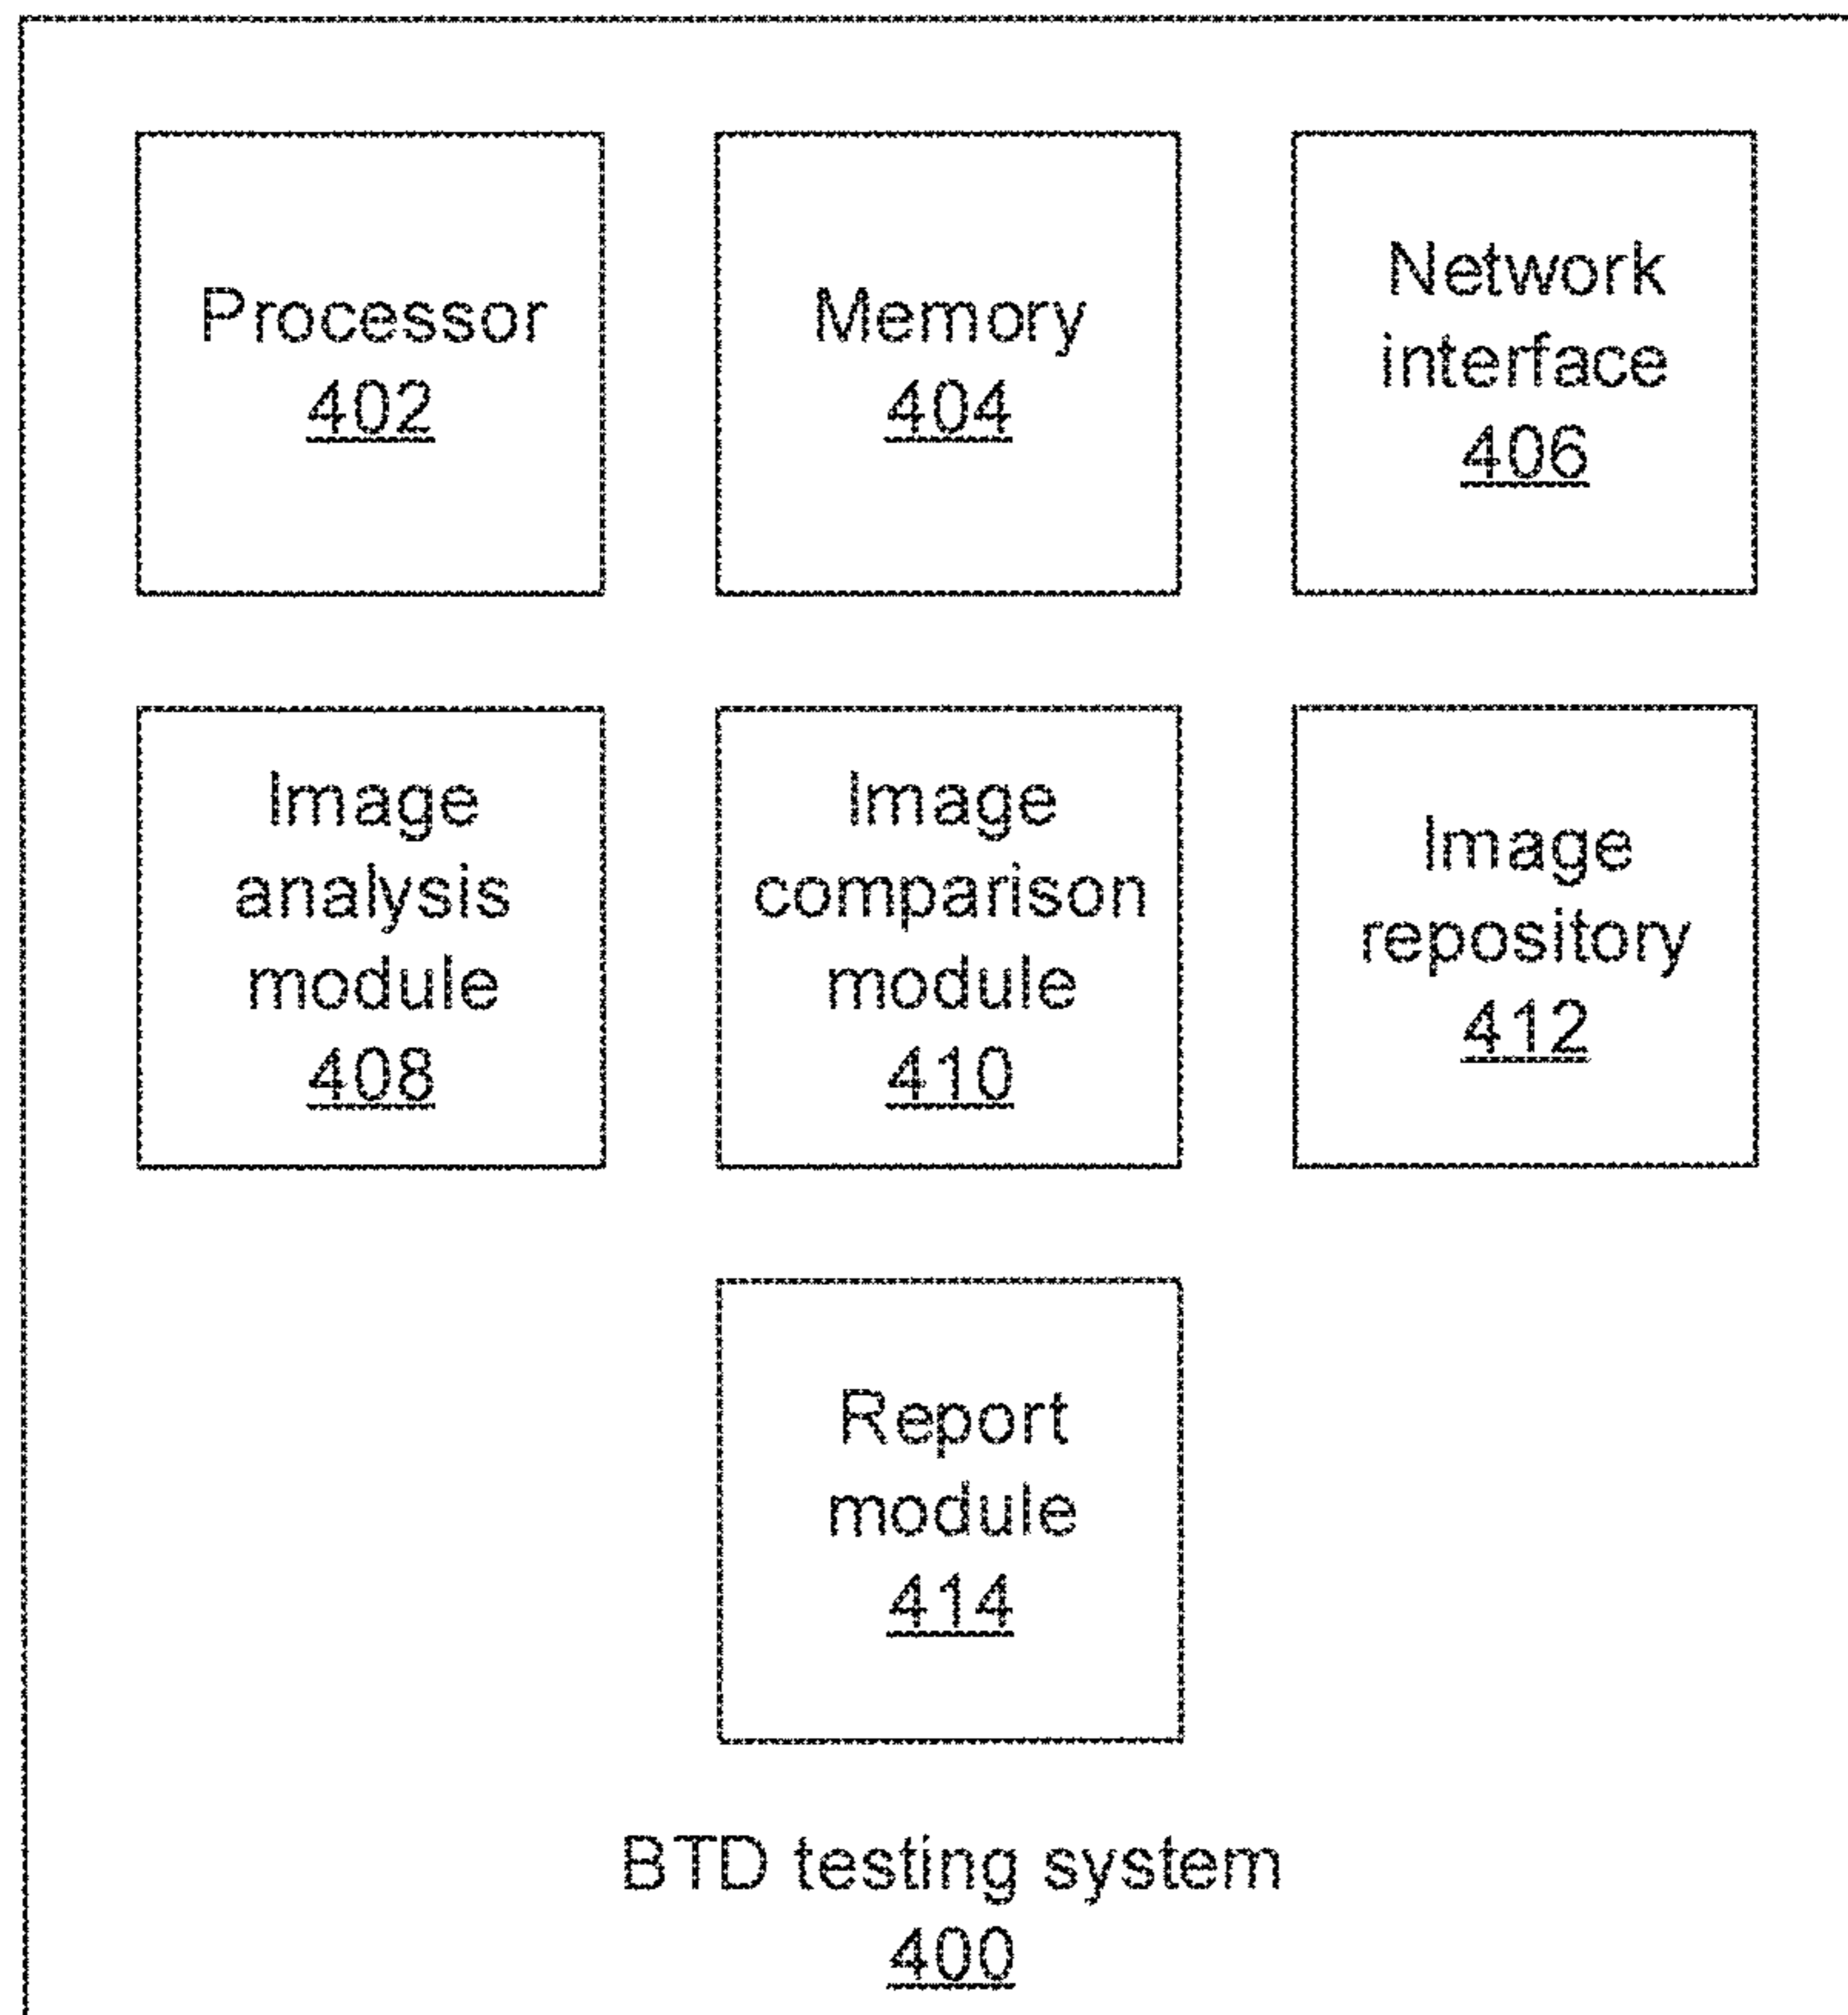 Processor
402
Memory
404
Network
interface
406
Image
analysis
module
408
Image
comparison
module
410
Image
repository
412
Report
module
414
BTD testing system
400